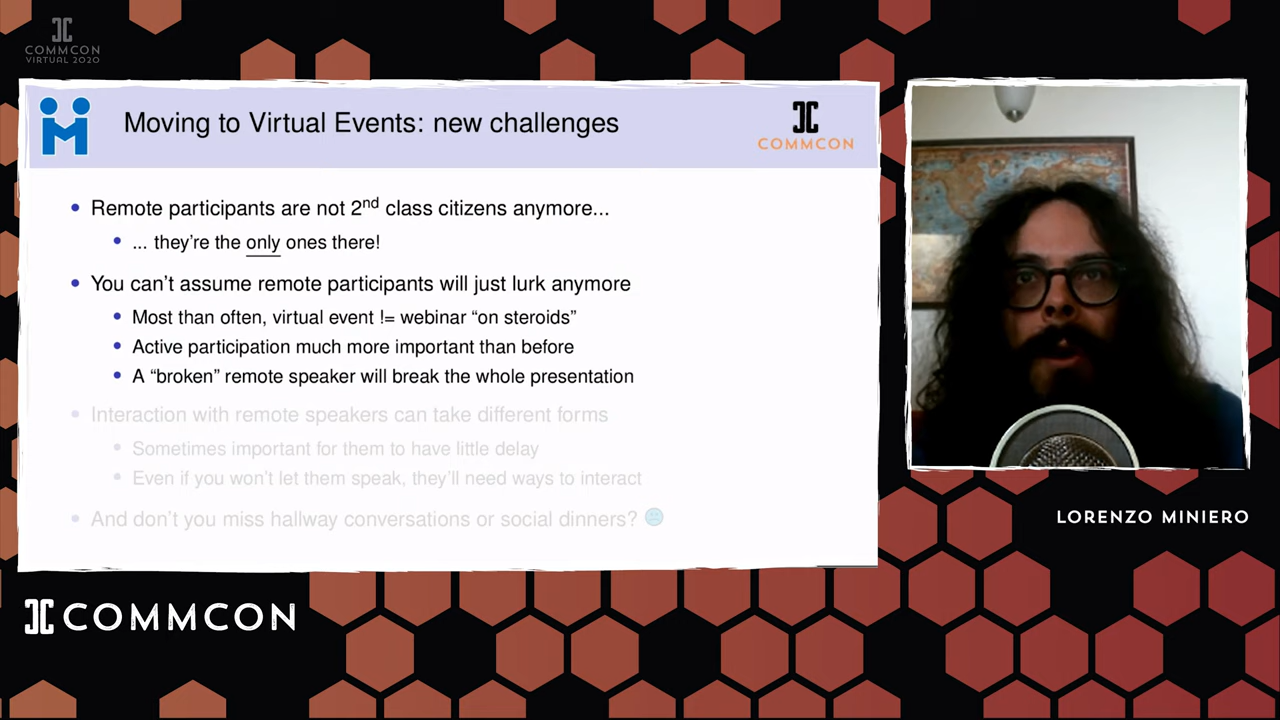 COMMCON
VIRTUAL 2020
Moving to Virtual Events: new challenges
COMMCON
• Remote participants are not 2nd class citizens anymore...
• ... they're the only ones there!
• You can't assume remote participants will just lurk anymore
• Most than often, virtual event != webinar “on steroids”
• Active participation much more important than before
• A “broken” remote speaker will break the whole presentation
• Interaction with remote speakers can take different forms
• Sometimes important for them to have little delay
• Even if you won't let them speak, they'll need ways to interact
• And don't you miss hallway conversations or social dinners?
LORENZO MINIERO
COMMCON